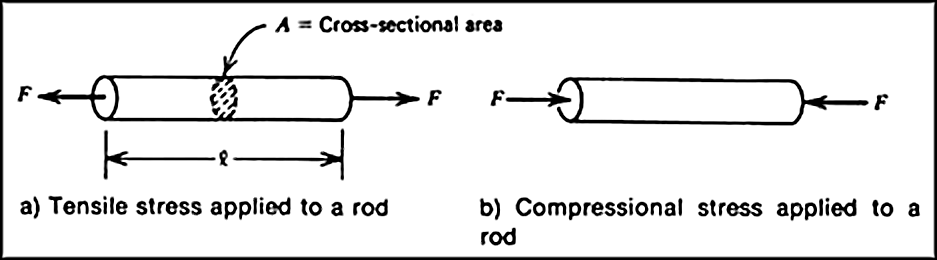 A = Cross-sectional area
F
F
ℓ
a) Tensile stress applied to a rod
F
F
b) Compressional stress applied to a
rod